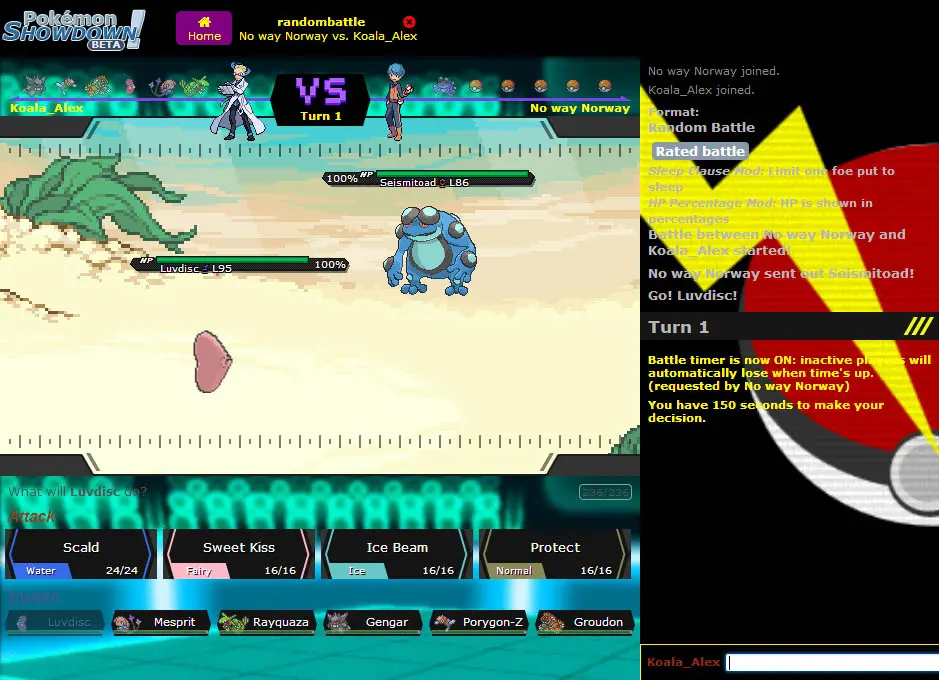 Pokémon
SHOWDOWN!
BETA
Home
randombattle
No way Norway vs. Koala_Alex
Koala_Alex
VS
Turn 1
No way Norway
100% HP
Seismitoad ♀ L86
HP 100%
Luvdisc ♂ L95
What will Luvdisc do?
236/236
Attack
Scald
Water 24/24
Sweet Kiss
Fairy 16/16
Ice Beam
Ice 16/16
Protect
Normal 16/16
Switch
Luvdisc
Mesprit
Rayquaza
Gengar
Porygon-Z
Groudon
No way Norway joined.
Koala_Alex joined.
Format:
Random Battle
Rated battle
Sleep Clause Mod: Limit one foe put to
sleep
HP Percentage Mod: HP is shown in
percentages
Battle between No way Norway and
Koala_Alex started!
No way Norway sent out Seismitoad!
Go! Luvdisc!
Turn 1
Battle timer is now ON: inactive players will
automatically lose when time's up.
(requested by No way Norway)
You have 150 seconds to make your
decision.
Koala_Alex